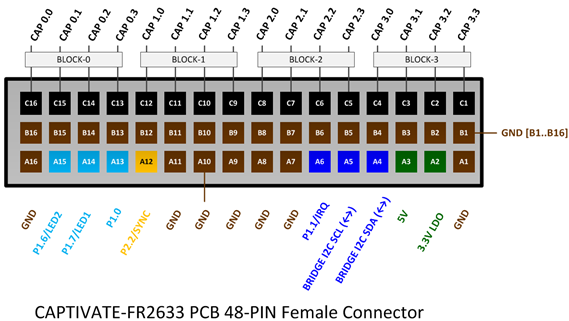 CAP 0.0 CAP 0.1 CAP 0.2 CAP 0.3 CAP 1.0 CAP 1.1 CAP 1.2 CAP 1.3 CAP 2.0 CAP 2.1 CAP 2.2 CAP 2.3 CAP 3.0 CAP 3.1 CAP 3.2 CAP 3.3
BLOCK-0 BLOCK-1 BLOCK-2 BLOCK-3
C16 C15 C14 C13 C12 C11 C10 C9 C8 C7 C6 C5 C4 C3 C2 C1
B16 B15 B14 B13 B12 B11 B10 B9 B8 B7 B6 B5 B4 B3 B2 B1 GND [B1..B16]
A16 A15 A14 A13 A12 A11 A10 A9 A8 A7 A6 A5 A4 A3 A2 A1
GND P1.6/LED2 P1.7/LED1 P1.0 P2.2/SYNC GND GND GND GND GND P1.1/IRQ BRIDGE I2C SCL (↔) BRIDGE I2C SDA (↔) 5V 3.3V LDO GND
CAPTIVATE-FR2633 PCB 48-PIN Female Connector